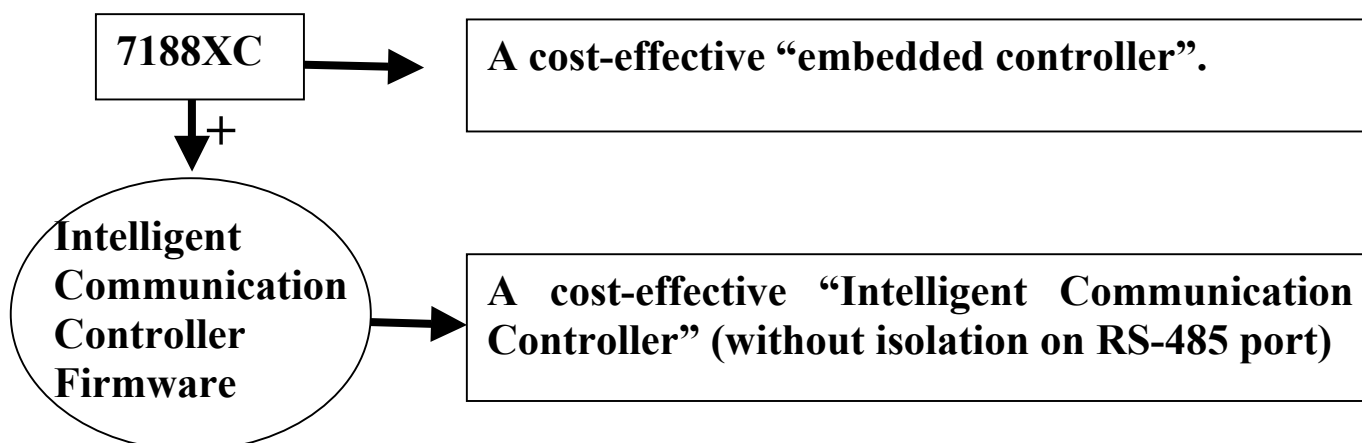 7188XC
A cost-effective “embedded controller”.
+
Intelligent
Communication
Controller
Firmware
A cost-effective “Intelligent Communication
Controller” (without isolation on RS-485 port)